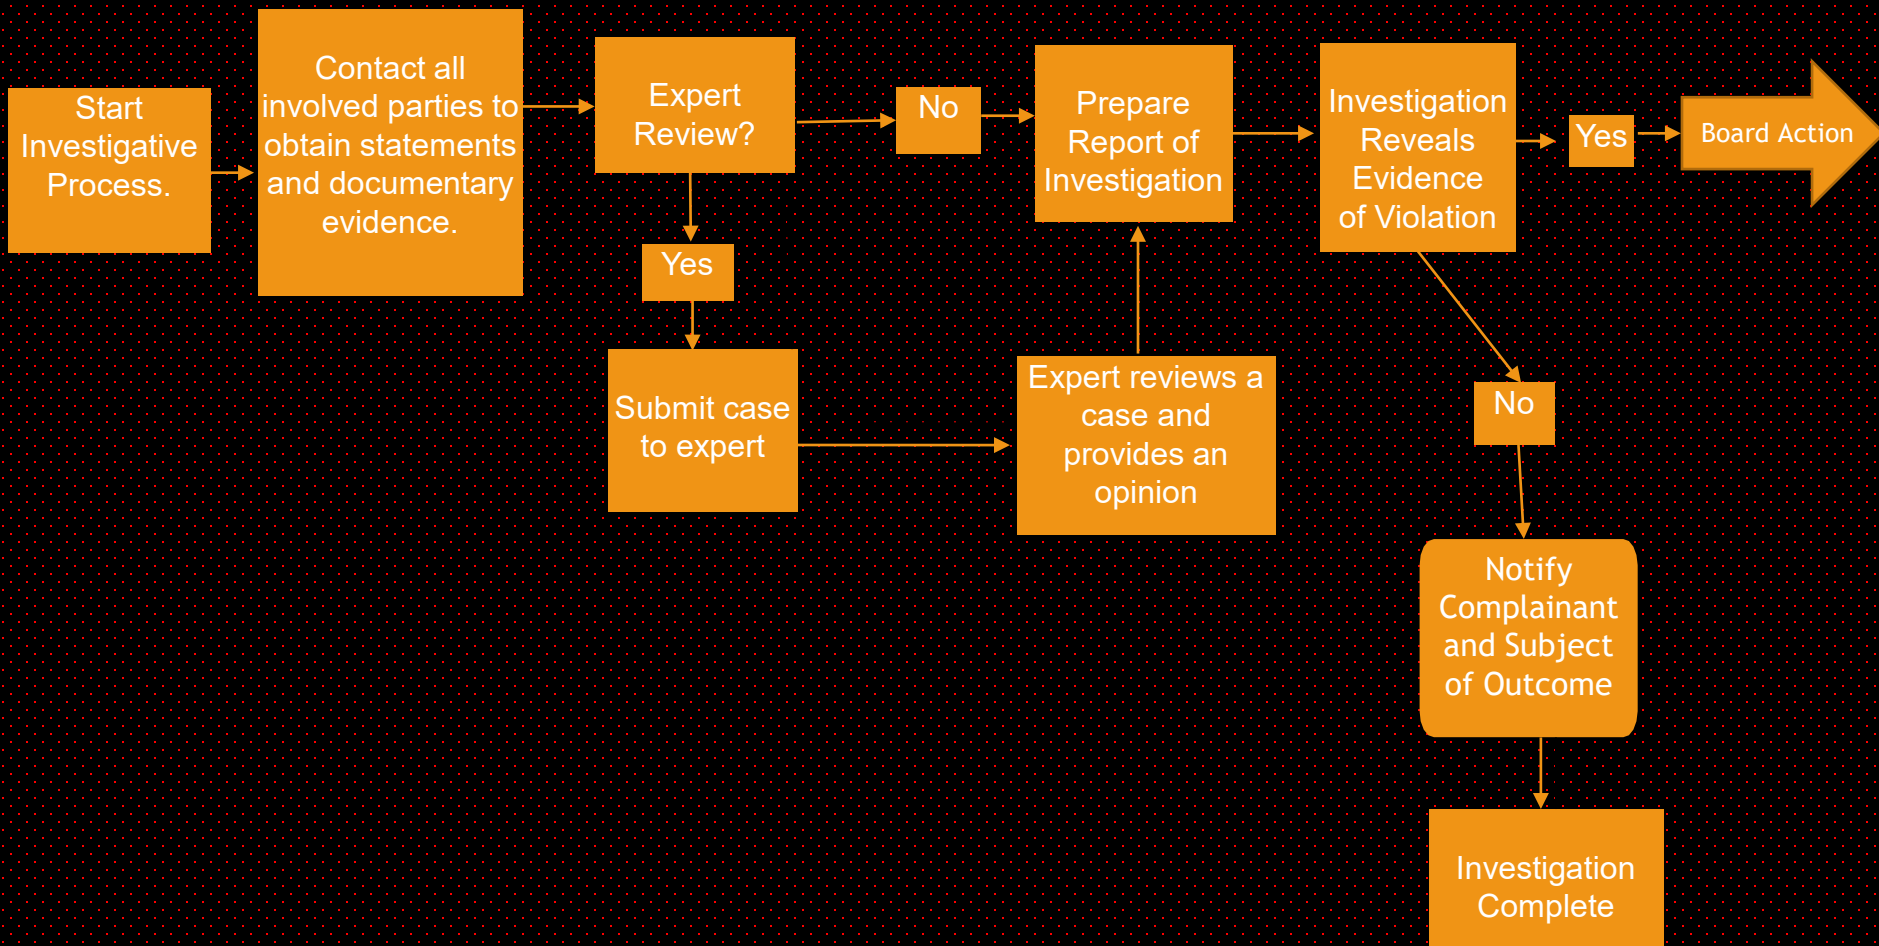 Start
Investigative
Process.
Contact all
involved parties to
obtain statements
and documentary
evidence.
Expert
Review?
No
Yes
Submit case
to expert
Expert reviews a
case and
provides an
opinion
Prepare
Report of
Investigation
Investigation
Reveals
Evidence
of Violation
Yes
Board Action
No
Notify
Complainant
and Subject
of Outcome
Investigation
Complete